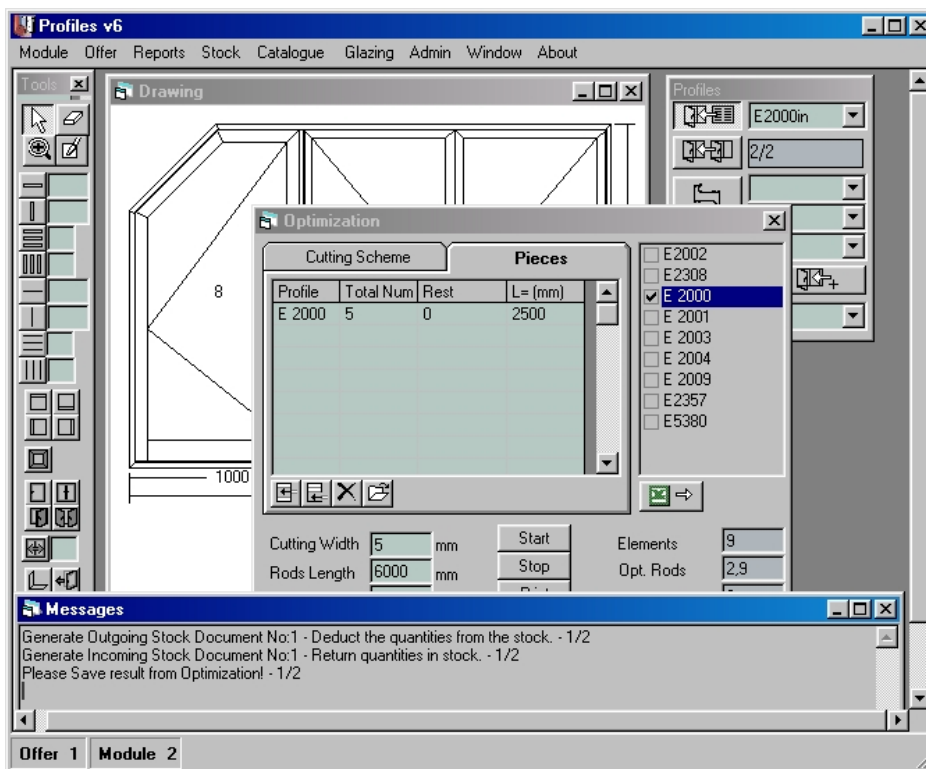 Profiles v6
Module Offer Reports Stock Catalogue Glazing Admin Window About
Tools
Drawing
8
1000
Profiles
E2000in
2/2
Optimization
Cutting Scheme Pieces
Profile Total Num Rest L= (mm)
E 2000 5 0 2500
E2002
E2308
E 2000
E 2001
E 2003
E 2004
E 2009
E2357
E5380
Cutting Width 5 mm Start Elements 9
Rods Length 6000 mm Stop Opt. Rods 2,9
Messages
Generate Outgoing Stock Document No:1 - Deduct the quantities from the stock. - 1/2
Generate Incoming Stock Document No:1 - Return quantities in stock. - 1/2
Please Save result from Optimization! - 1/2
Offer 1 Module 2